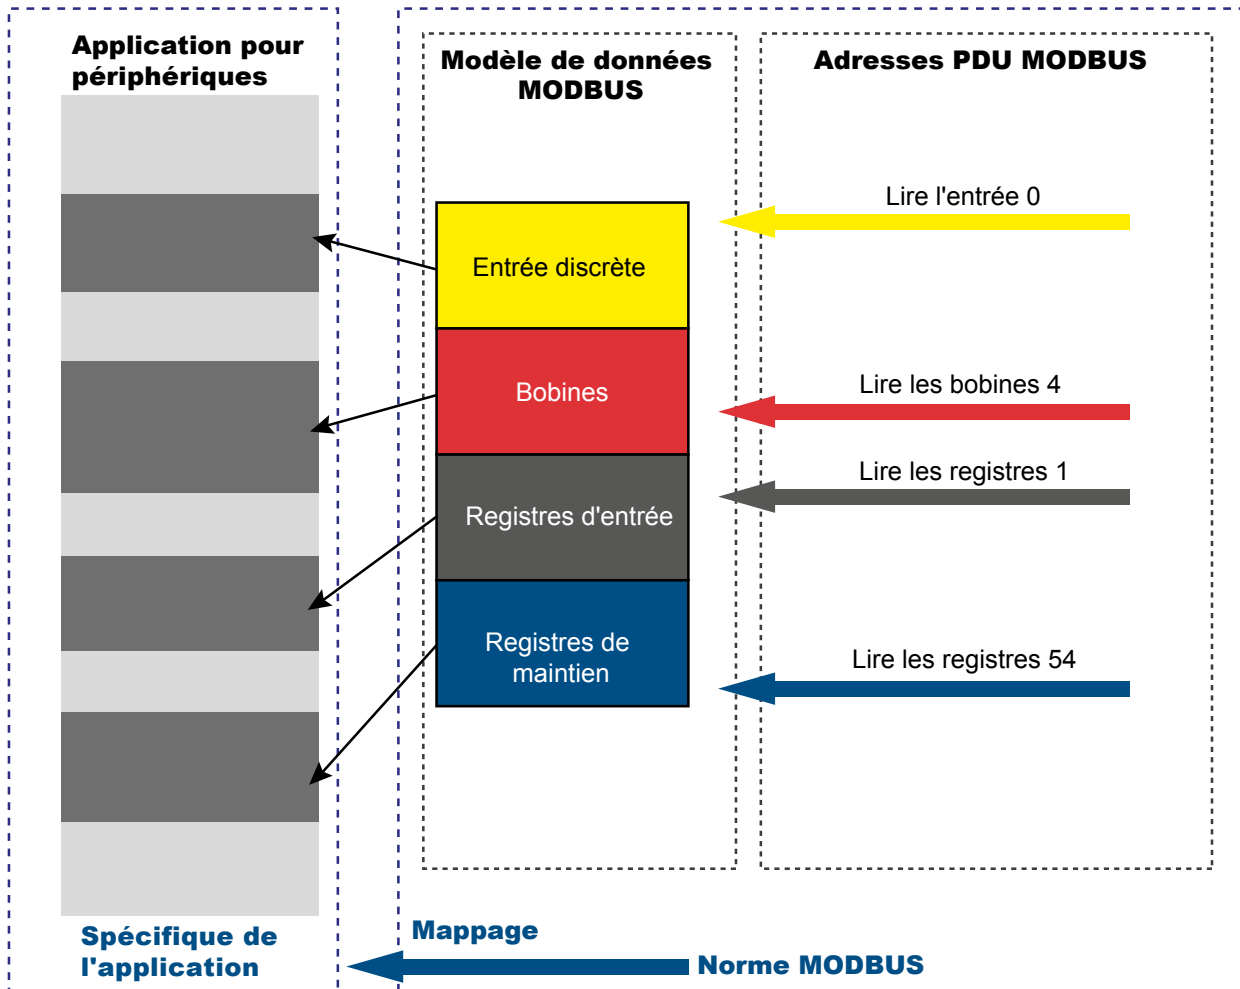 Application pour
périphériques
Modèle de données
MODBUS
Adresses PDU MODBUS
Lire l'entrée 0
Entrée discrète
Lire les bobines 4
Bobines
Lire les registres 1
Registres d'entrée
Registres de
maintien
Lire les registres 54
Spécifique de
l'application
Mappage
Norme MODBUS